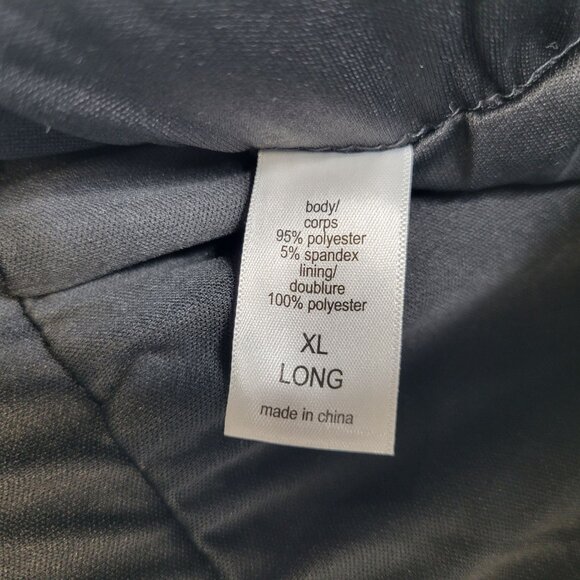 body/
corps
95% polyester
5% spandex
lining/
doublure
100% polyester
XL
LONG
made in china